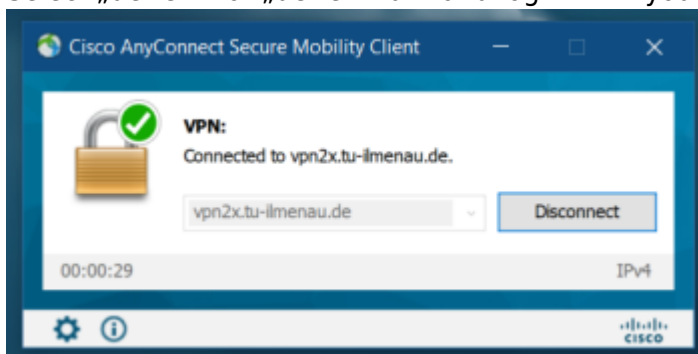 Cisco AnyConnect Secure Mobility Client
VPN:
Connected to vpn2x.tu-ilmenau.de.
vpn2x.tu-ilmenau.de
Disconnect
00:00:29
IPv4
CISCO